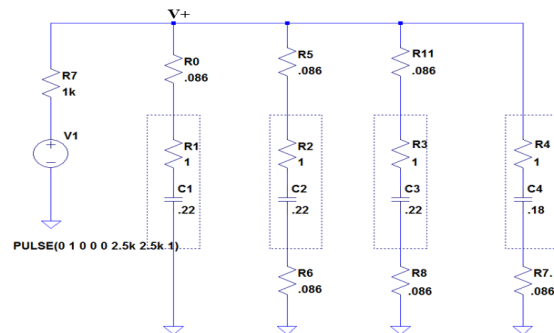 V+
R0
.086
R5
.086
R11
.086
R7
1k
V1
R1
1
R2
1
R3
1
R4
1
C1
.22
C2
.22
C3
.22
C4
.18
PULSE(0 1 0 0 0 2.5k 2.5k 1)
R6
.086
R8
.086
R7.
.086